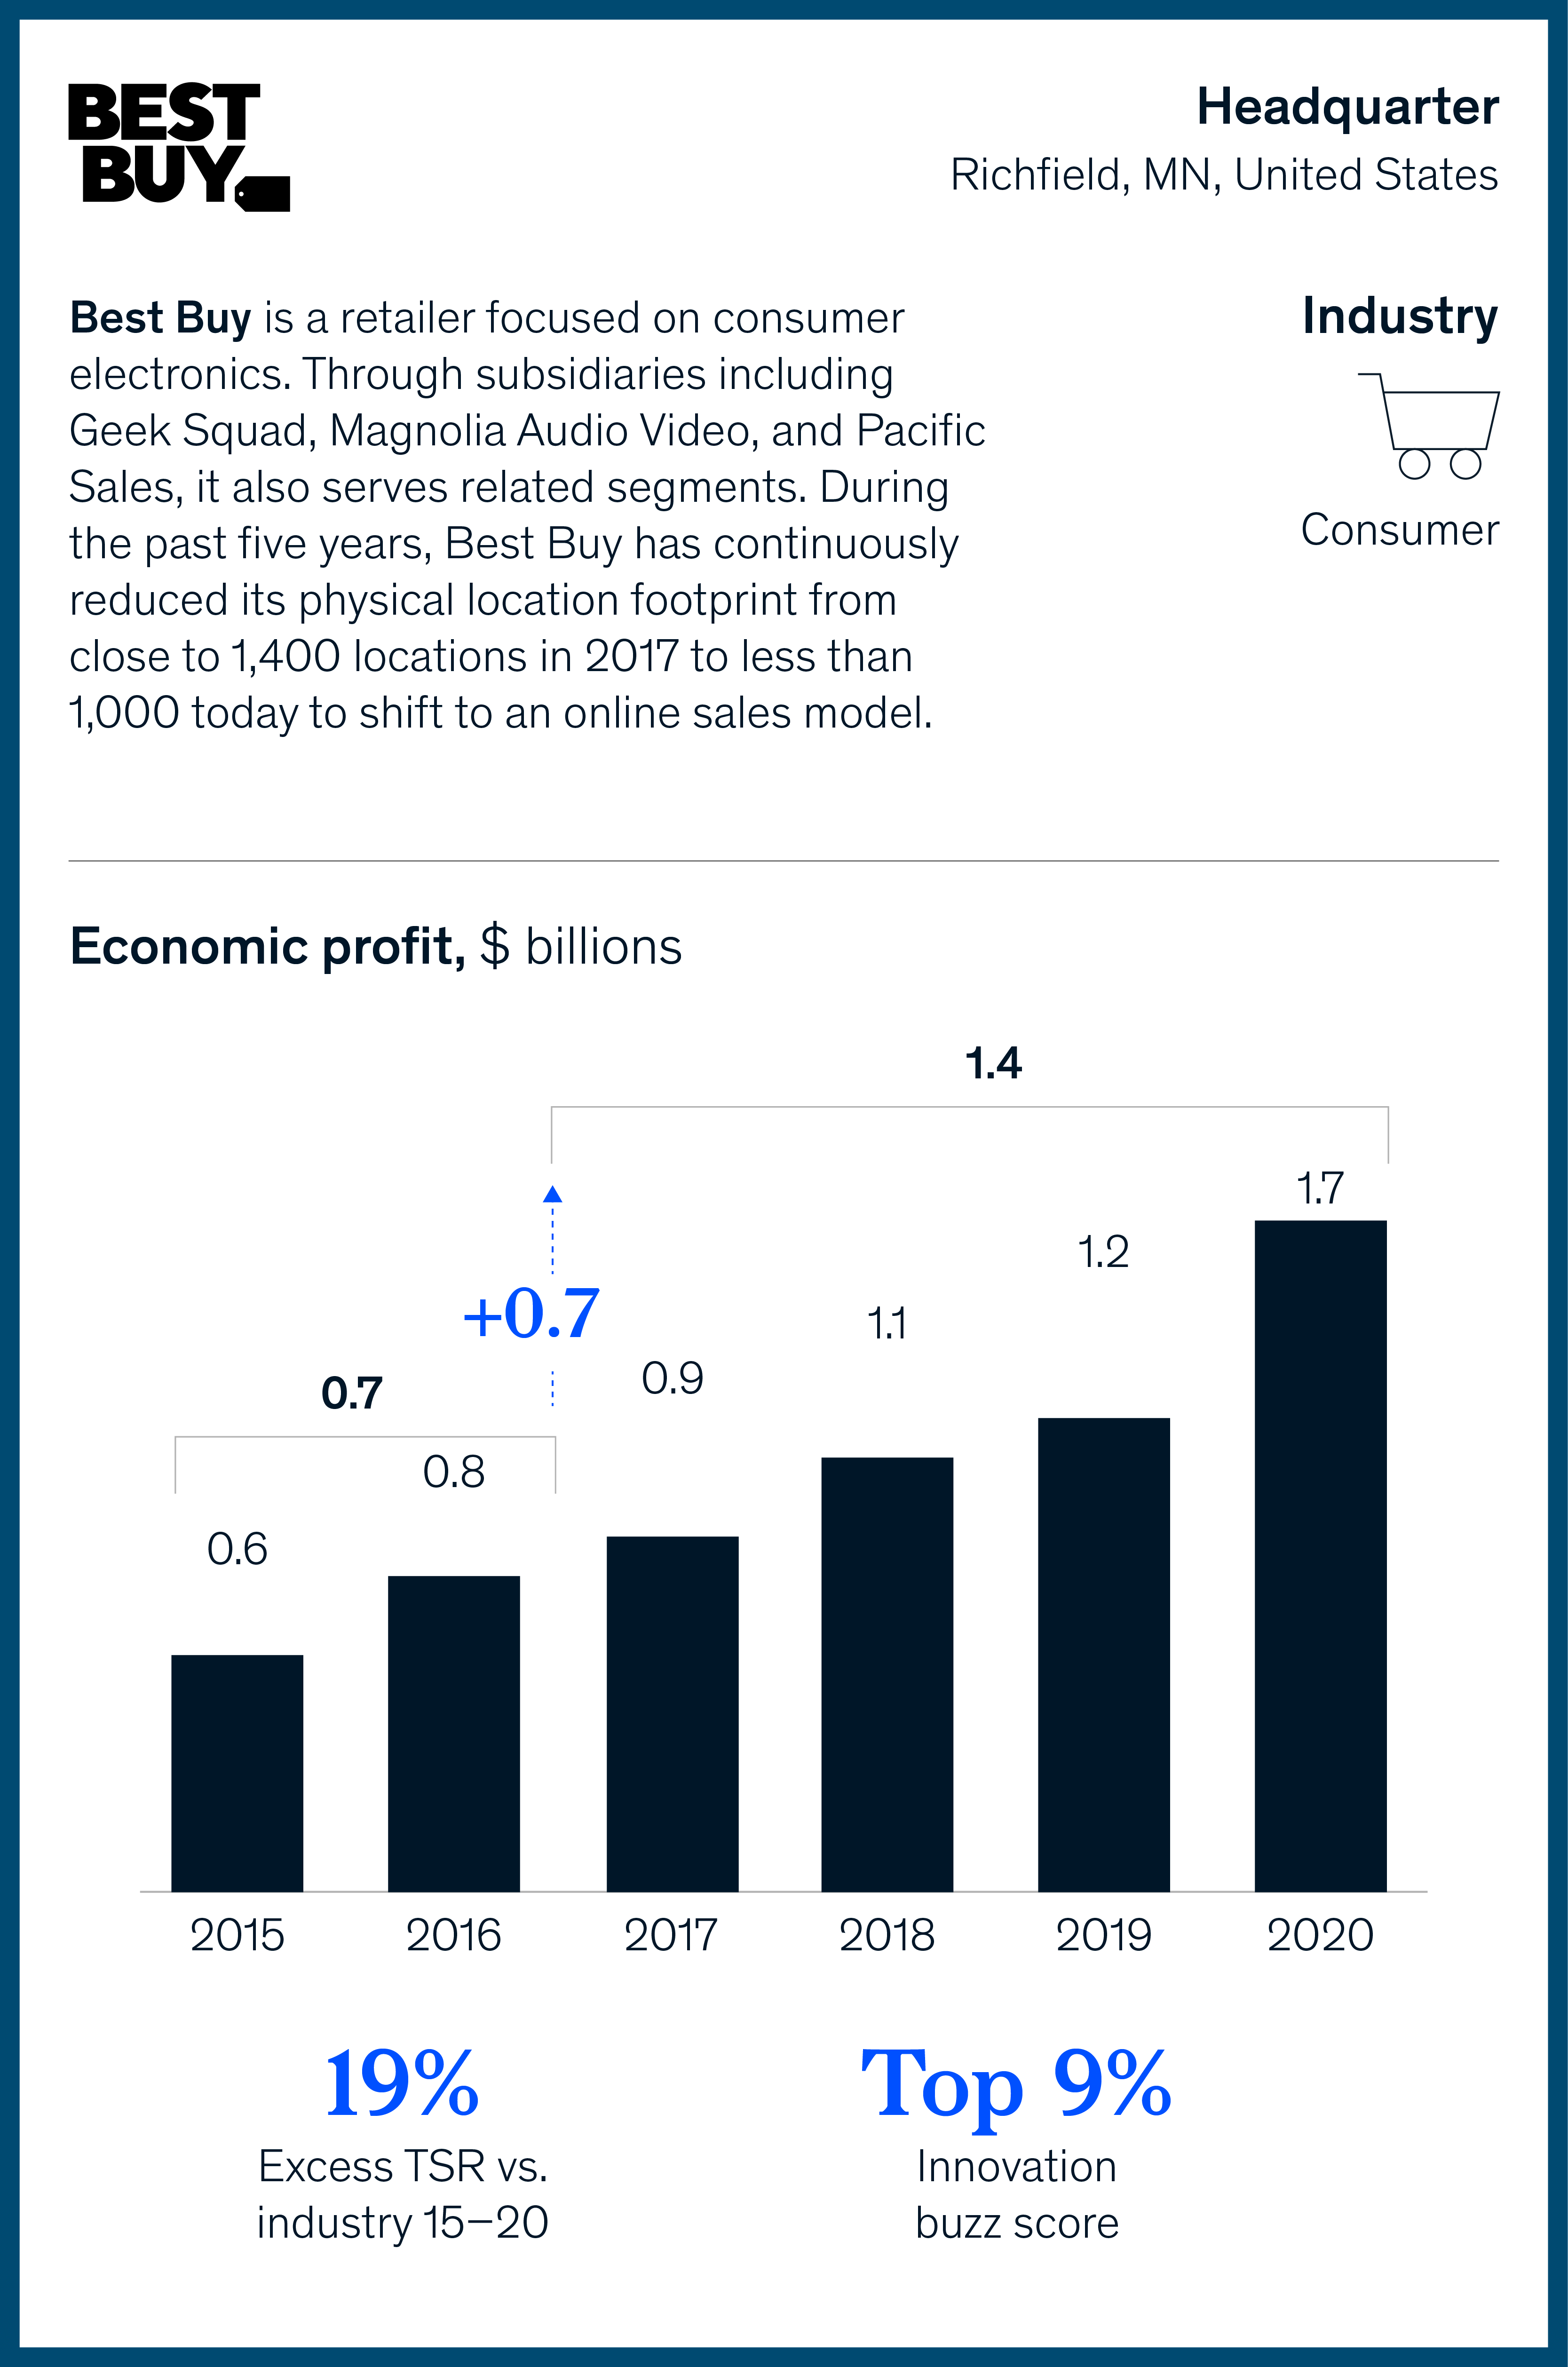 BEST
BUY
Headquarter
Richfield, MN, United States
Best Buy is a retailer focused on consumer
electronics. Through subsidiaries including
Geek Squad, Magnolia Audio Video, and Pacific
Sales, it also serves related segments. During
the past five years, Best Buy has continuously
reduced its physical location footprint from
close to 1,400 locations in 2017 to less than
1,000 today to shift to an online sales model.
Industry
Consumer
Economic profit, $ billions
1.4
1.7
1.2
+0.7
1.1
0.9
0.7
0.8
0.6
2015 2016 2017 2018 2019 2020
19%
Excess TSR vs.
industry 15–20
Top 9%
Innovation
buzz score